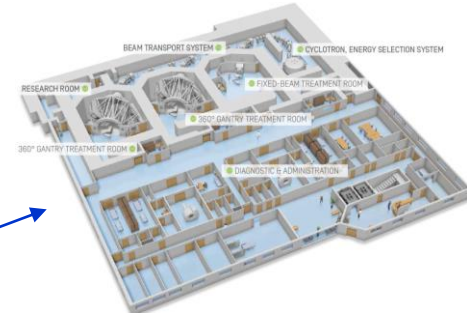 BEAM TRANSPORT SYSTEM
CYCLOTRON, ENERGY SELECTION SYSTEM
RESEARCH ROOM
FIXED-BEAM TREATMENT ROOM
360° GANTRY TREATMENT ROOM
360° GANTRY TREATMENT ROOM
DIAGNOSTIC & ADMINISTRATION